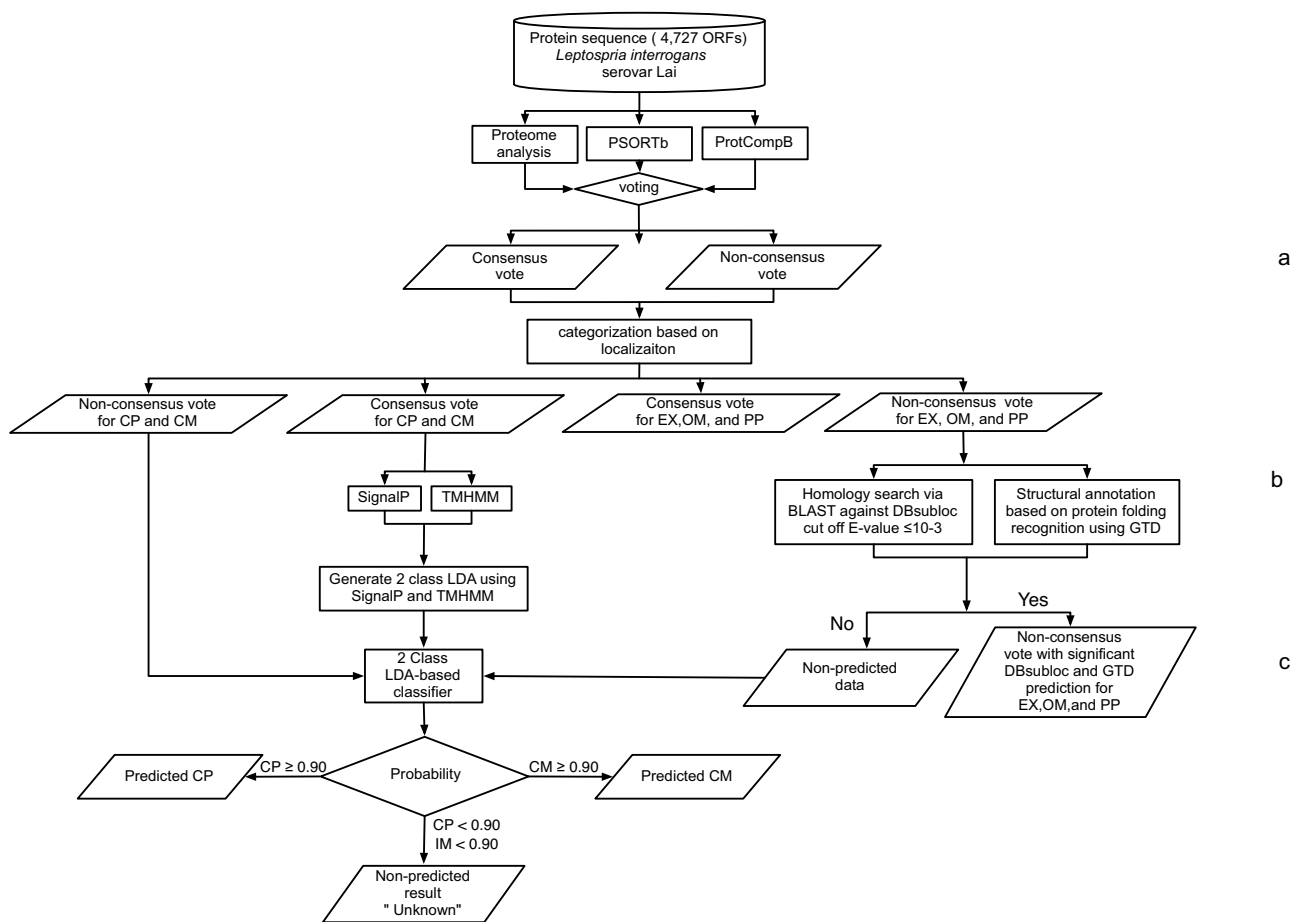 Protein sequence ( 4,727 ORFs)
Leptospria interrogans
serovar Lai
Proteome
analysis
PSORTb
ProtCompB
voting
Consensus
vote
Non-consensus
vote
a
categorization based on
localizaiton
Non-consensus vote
for CP and CM
Consensus vote
for CP and CM
Consensus vote
for EX,OM, and PP
Non-consensus vote
for EX, OM, and PP
SignalP
TMHMM
Homology search via
BLAST against DBsubloc
cut off E-value ≤10-3
Structural annotation
based on protein folding
recognition using GTD
b
Generate 2 class LDA using
SignalP and TMHMM
No
Yes
2 Class
LDA-based
classifier
Non-predicted
data
Non-consensus
vote with significant
DBsubloc and GTD
prediction for
EX,OM,and PP
c
Predicted CP
CP ≥ 0.90
Probability
CM ≥ 0.90
Predicted CM
CP < 0.90
IM < 0.90
Non-predicted
result
" Unknown"